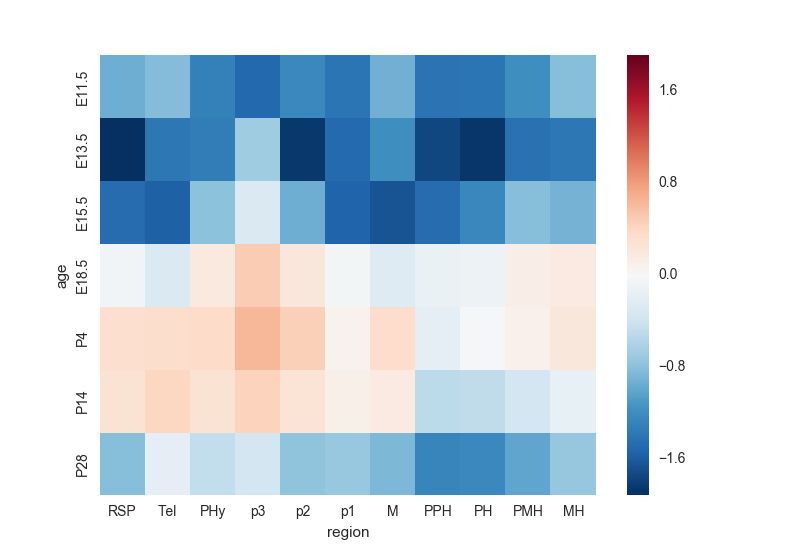 E11.5
E13.5
E15.5
E18.5
P4
P14
P28
age
RSP Tel PHy p3 p2 p1 M PPH PH PMH MH
region
1.6
0.8
0.0
−0.8
−1.6